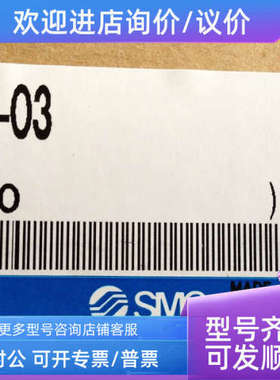 欢迎进店询价/议价
-03
)
SMC
更多型号咨询店铺客服
型号齐
对公 可开专票/普票
可发顺